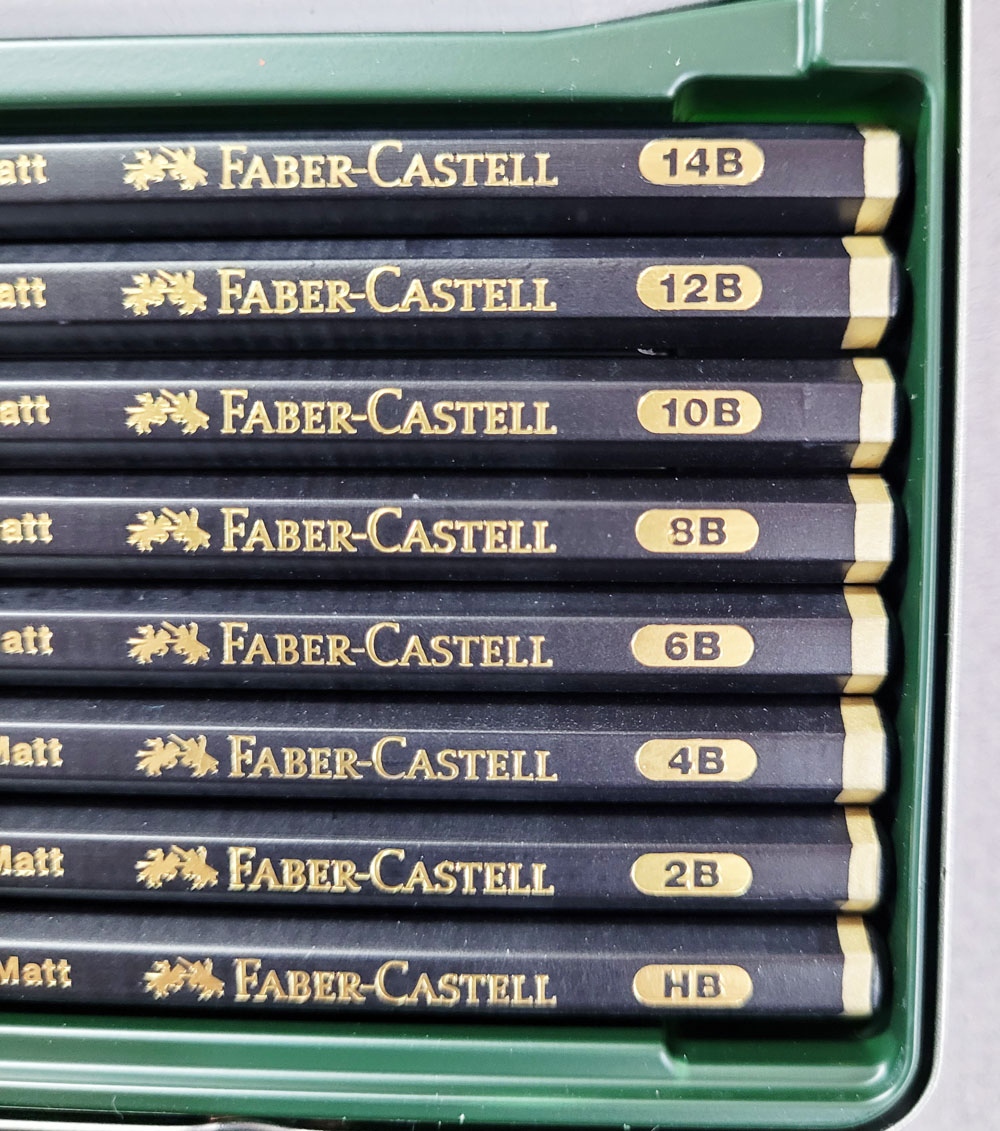 att FABER-CASTELL 14B
att FABER-CASTELL 12B
att FABER-CASTELL 10B
att FABER-CASTELL 8B
att FABER-CASTELL 6B
Matt FABER-CASTELL 4B
Matt FABER-CASTELL 2B
Matt FABER-CASTELL HB